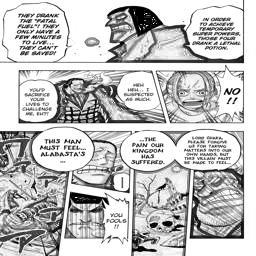 IN ORDER
TO ACHIEVE
TEMPORARY
SUPER POWERS,
THOSE FOUR
DRANK A LETHAL
POTION.
THEY DRANK
THE "FATAL
FUEL"! THEY
ONLY HAVE A
FEW MINUTES
TO LIVE...
THEY CAN'T
BE SAVED!
NO!!
HEH
HEH... I
SUSPECTED
AS MUCH.
YOU'D
SACRIFICE
YOUR
LIVES TO
CHALLENGE
ME, EH?!
LORD CHAKA,
PLEASE FORGIVE
US FOR TAKING
MATTERS INTO OUR
OWN HANDS, BUT
THIS VILLAIN MUST
BE MADE TO FEEL...
...THE
PAIN OUR
KINGDOM
HAS
SUFFERED.
THIS MAN
MUST FEEL...
ALABASTA'S
...
YOU
FOOLS
!!